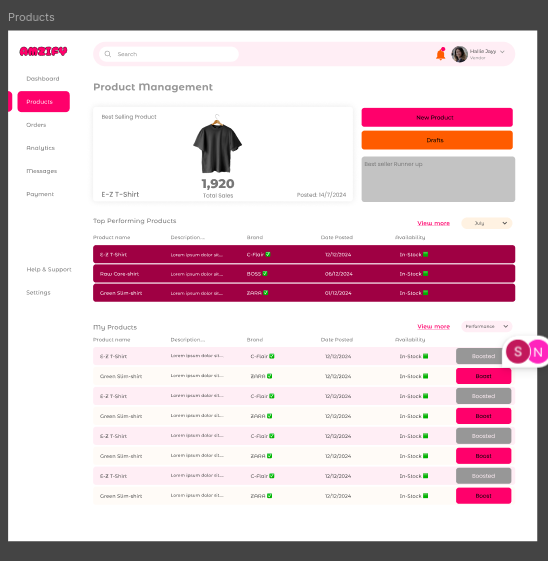 Products
AMZIFY
Search
Hailie Jayy
Vendor
Dashboard
Products
Orders
Analytics
Messages
Payment
Help & Support
Settings
Product Management
Best Selling Product
1,920
Total Sales
E-Z T-Shirt
Posted: 14/7/2024
New Product
Drafts
Best seller Runner up.
Top Performing Products
View more
July
Product name Description... Brand Date Posted Availability
E-Z T-Shirt Lorem ipsum dolor sit... C-Flair ✅ 12/12/2024 In-Stock
Raw Care-shirt Lorem ipsum dolor sit... BOSS ✅ 06/12/2024 In-Stock
Green Slim-shirt Lorem ipsum dolor sit... ZARA ✅ 01/12/2024 In-Stock
My Products
View more
Performance
Product name Description... Brand Date Posted Availability
E-Z T-Shirt Lorem ipsum dolor sit... C-Flair ✅ 12/12/2024 In-Stock Boosted
S N
Green Slim-shirt Lorem ipsum dolor sit... ZARA ✅ 12/12/2024 In-Stock Boost
E-Z T-Shirt Lorem ipsum dolor sit... C-Flair ✅ 12/12/2024 In-Stock Boosted
Green Slim-shirt Lorem ipsum dolor sit... ZARA ✅ 12/12/2024 In-Stock Boost
E-Z T-Shirt Lorem ipsum dolor sit... C-Flair ✅ 12/12/2024 In-Stock Boosted
Green Slim-shirt Lorem ipsum dolor sit... ZARA ✅ 12/12/2024 In-Stock Boost
E-Z T-Shirt Lorem ipsum dolor sit... C-Flair ✅ 12/12/2024 In-Stock Boosted
Green Slim-shirt Lorem ipsum dolor sit... ZARA ✅ 12/12/2024 In-Stock Boost